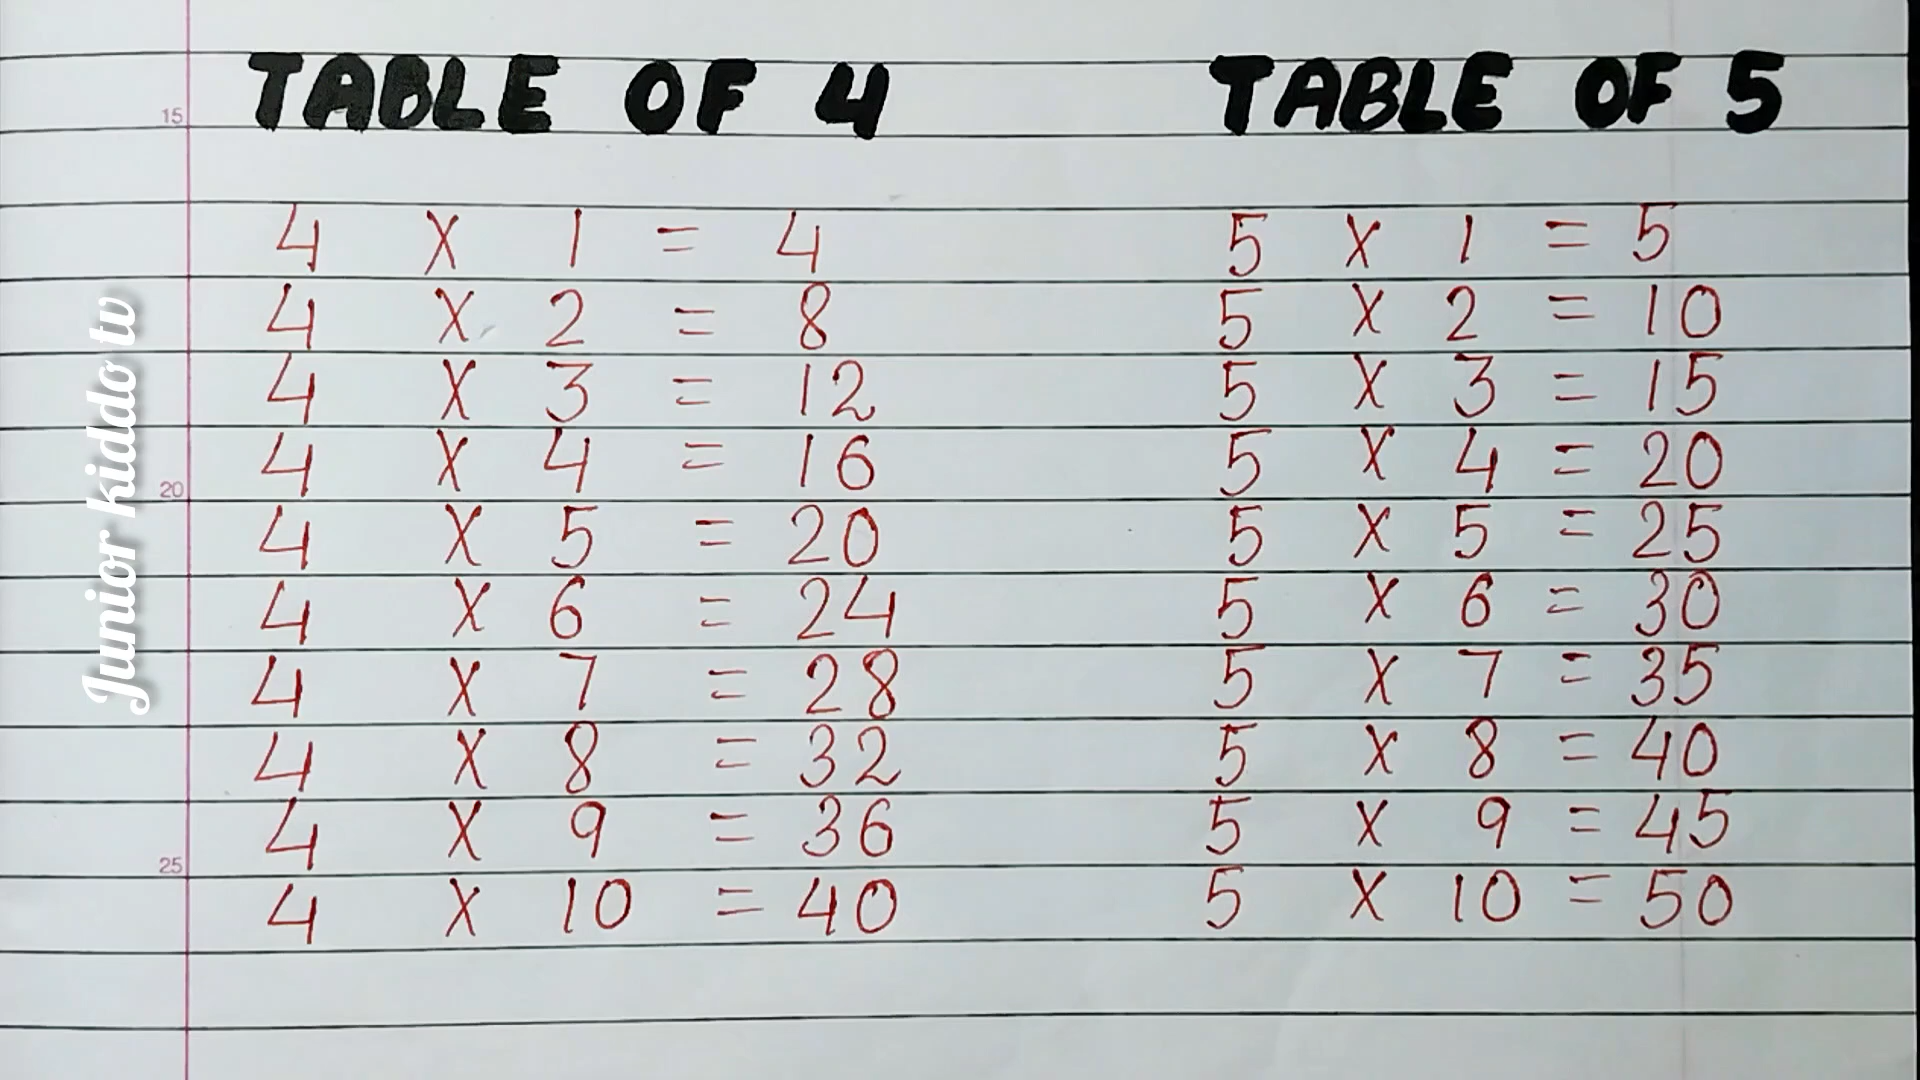 TABLE OF 4 TABLE OF 5
15
4 X 1 = 4 5 X 1 = 5
4 X 2 = 8 5 X 2 = 10
4 X 3 = 12 5 X 3 = 15
4 X 4 = 16 5 X 4 = 20
20
4 X 5 = 20 5 X 5 = 25
4 X 6 = 24 5 X 6 = 30
4 X 7 = 28 5 X 7 = 35
4 X 8 = 32 5 X 8 = 40
4 X 9 = 36 5 X 9 = 45
25
4 X 10 = 40 5 X 10 = 50
Junior kiddo tv